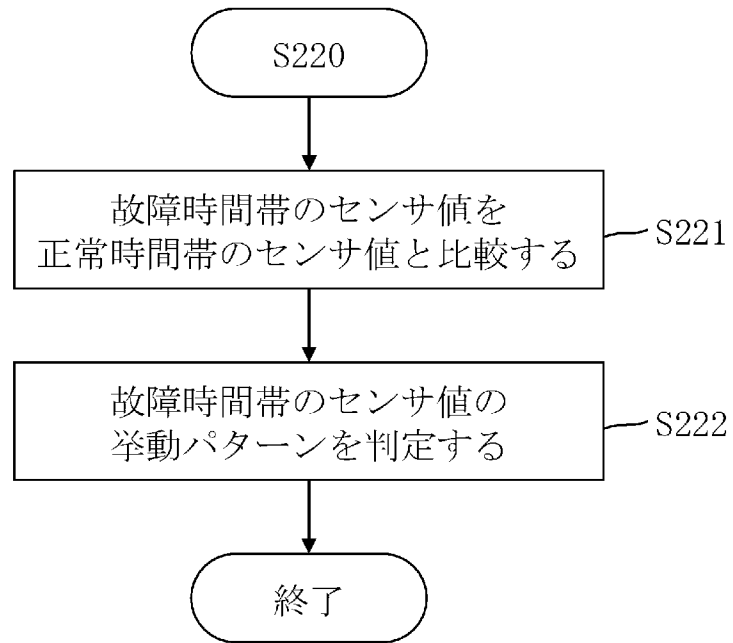 S220
故障時間帯のセンサ値を
正常時間帯のセンサ値と比較する
S221
故障時間帯のセンサ値の
挙動パターンを判定する
S222
終了